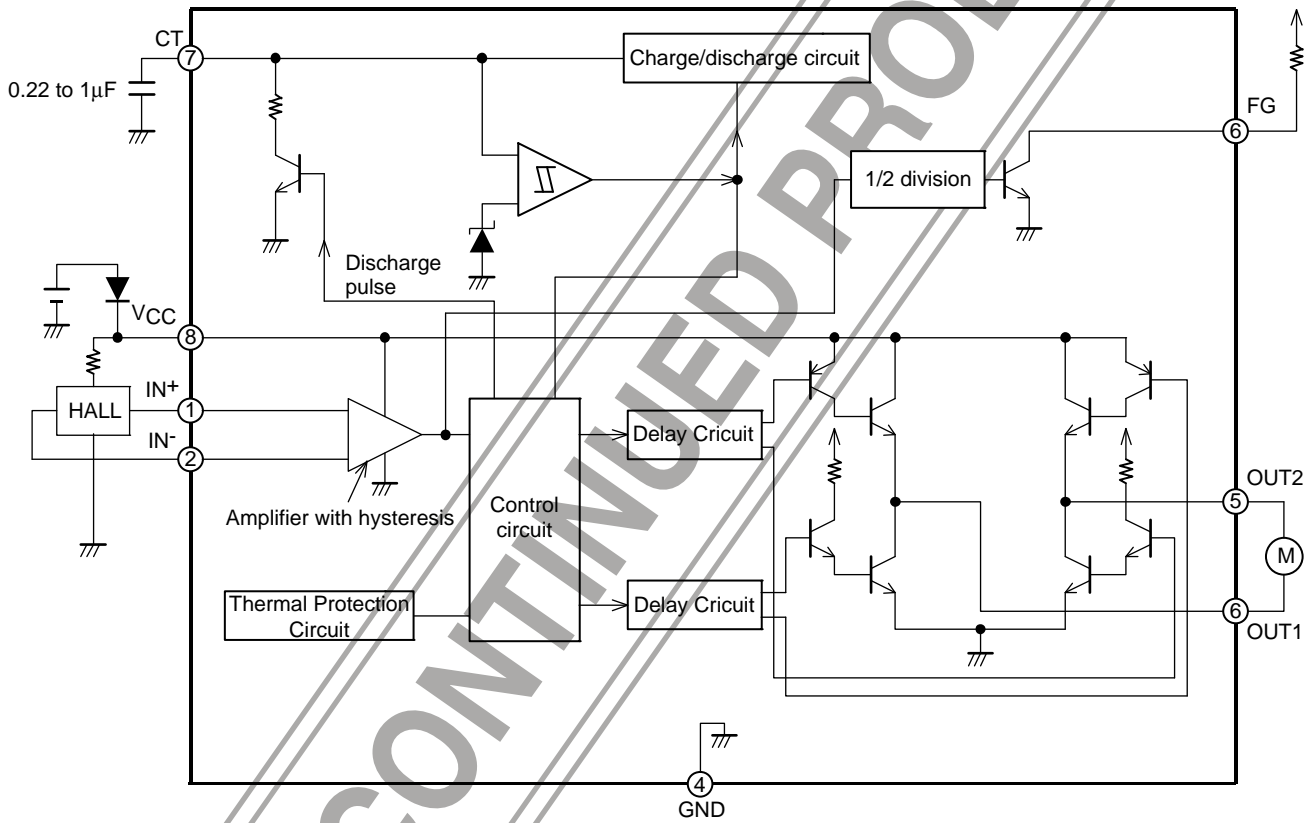 CT
7
Charge/discharge circuit
0.22 to 1μF
FG
6
1/2 division
Discharge
pulse
VCC
8
IN+
HALL
1
Delay Cricuit
IN-
2
OUT2
5
Amplifier with hysteresis
Control
circuit
M
Thermal Protection
Circuit
Delay Cricuit
6
OUT1
4
GND
CONTINUED PROD